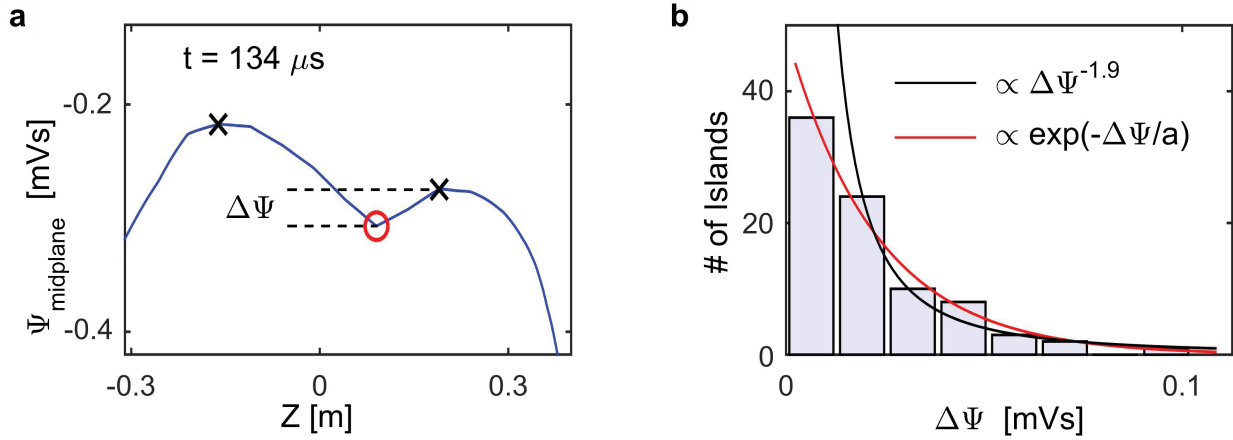 a
t = 134 μs
Ψmidplane [mVs]
-0.2
-0.4
ΔΨ
-0.3
0
0.3
Z [m]
b
# of Islands
40
20
0
∝ ΔΨ^-1.9
∝ exp(-ΔΨ/a)
0
0.1
ΔΨ [mVs]